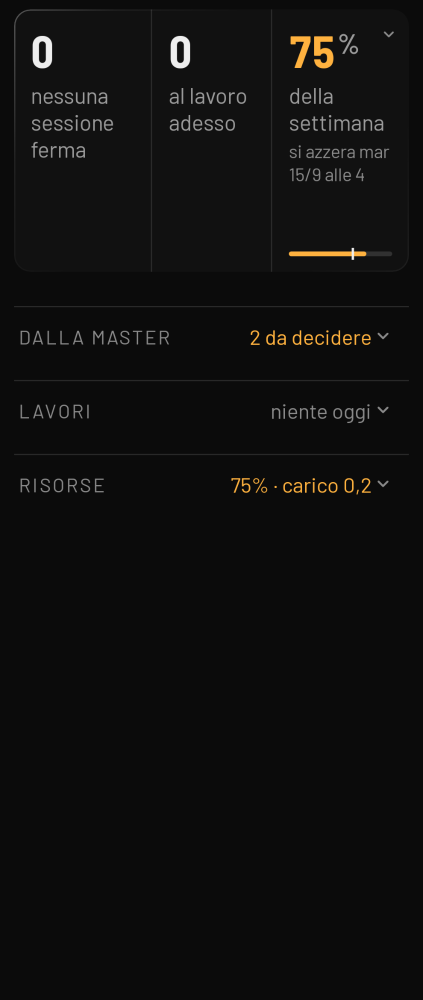 0
nessuna
sessione
ferma
0
al lavoro
adesso
75%
della
settimana
si azzera mar
15/9 alle 4
DALLA MASTER
2 da decidere
LAVORI
niente oggi
RISORSE
75% · carico 0,2